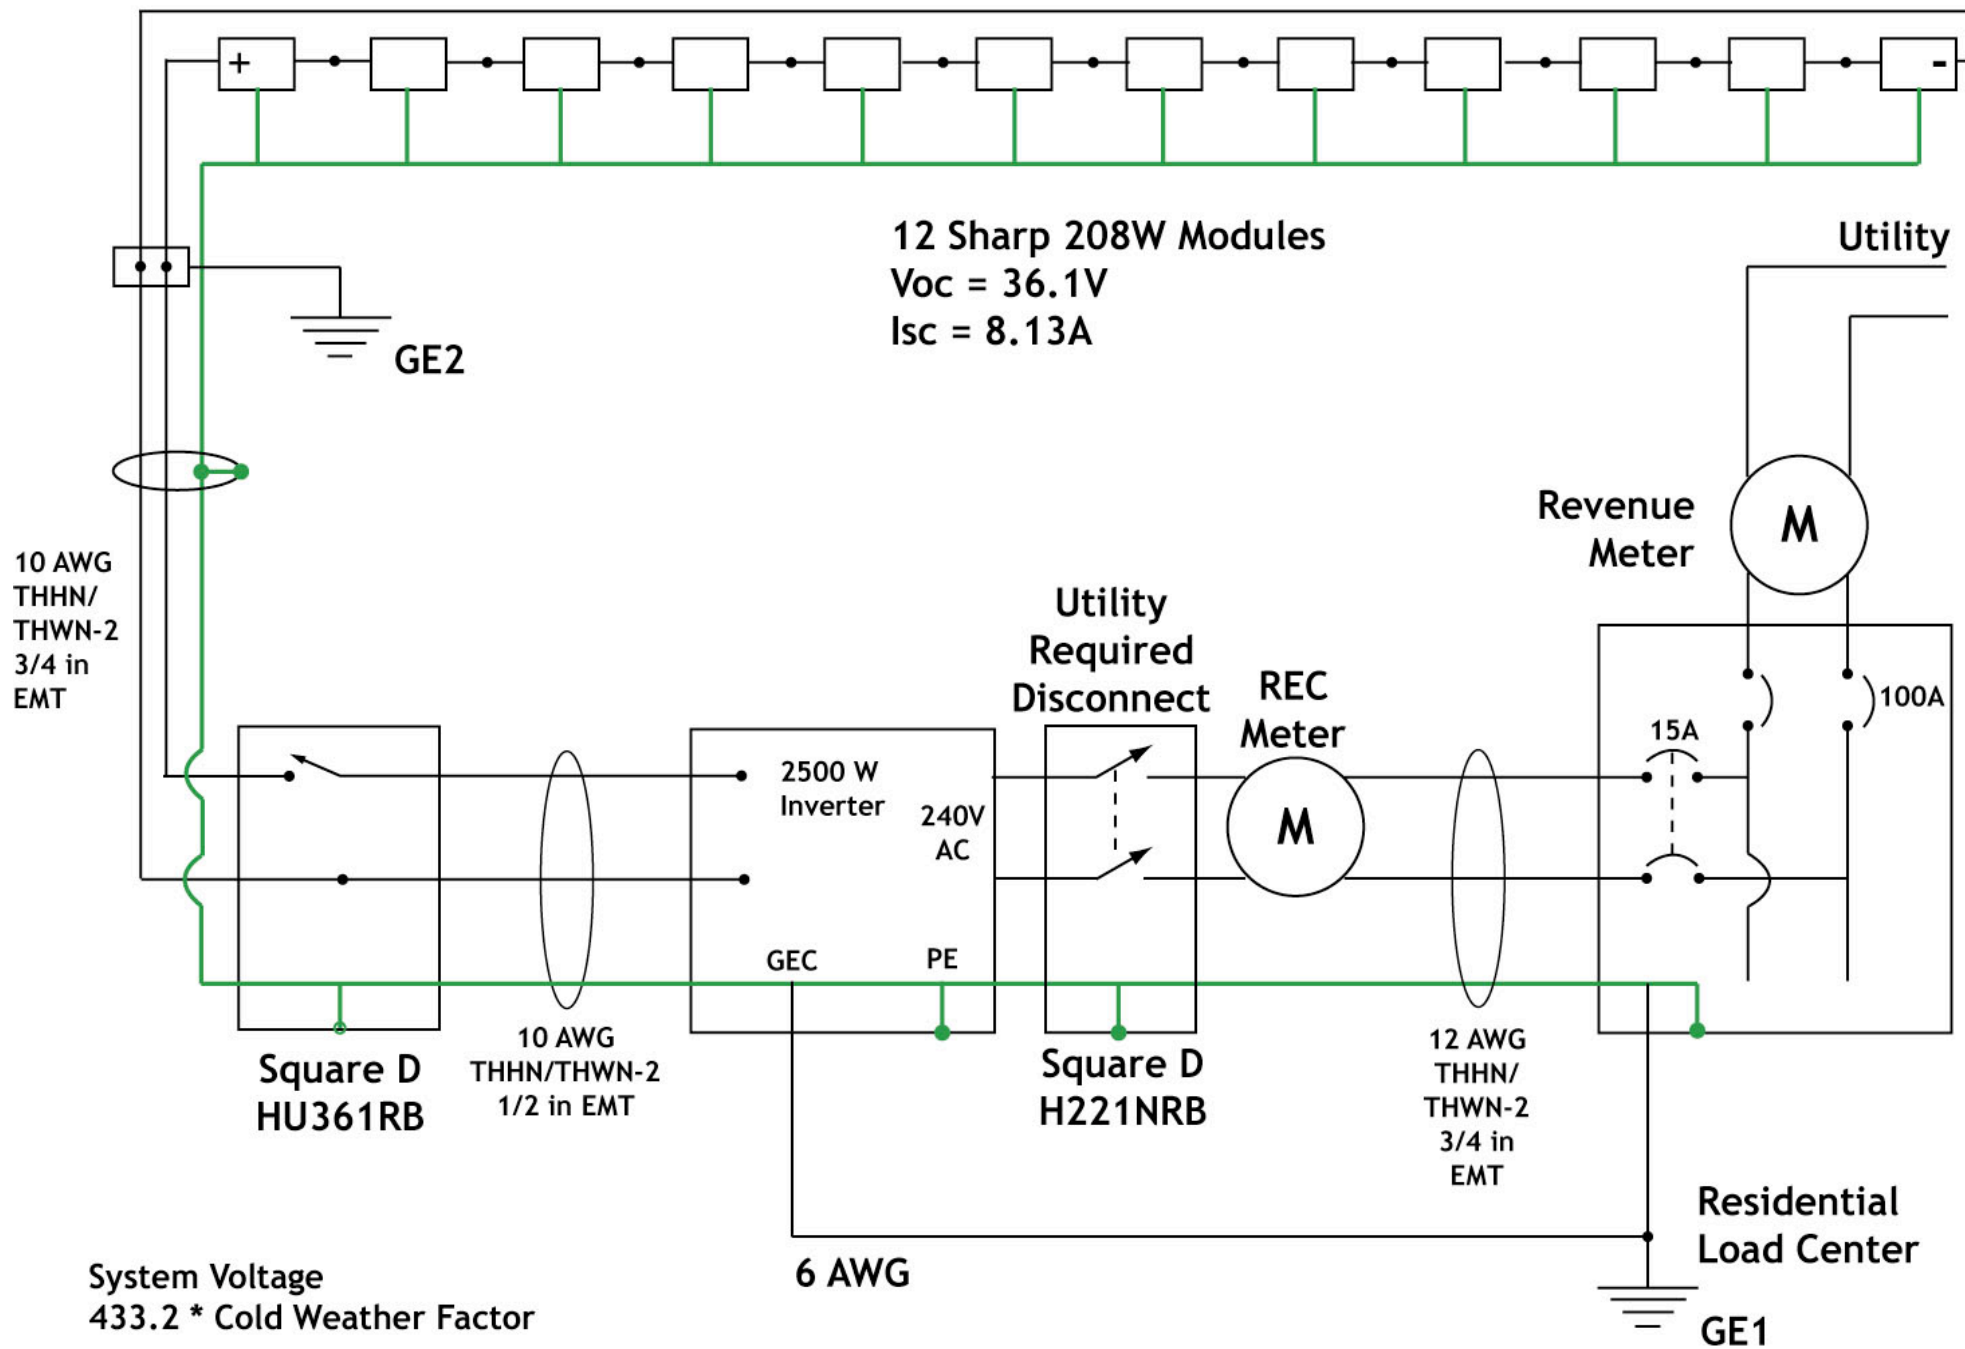 +
-
12 Sharp 208W Modules
Voc = 36.1V
Isc = 8.13A
Utility
GE2
Revenue
Meter
M
10 AWG
THHN/
THWN-2
3/4 in
EMT
Utility
Required
Disconnect
REC
Meter
M
100A
15A
2500 W
Inverter
240V
AC
GEC
PE
Square D
HU361RB
10 AWG
THHN/THWN-2
1/2 in EMT
Square D
H221NRB
12 AWG
THHN/
THWN-2
3/4 in
EMT
Residential
Load Center
6 AWG
GE1
System Voltage
433.2 * Cold Weather Factor